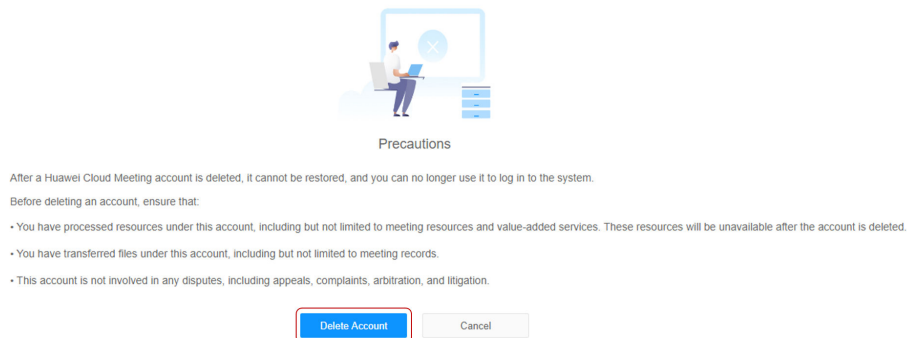 Precautions
After a Huawei Cloud Meeting account is deleted, it cannot be restored, and you can no longer use it to log in to the system.
Before deleting an account, ensure that:
• You have processed resources under this account, including but not limited to meeting resources and value-added services. These resources will be unavailable after the account is deleted.
• You have transferred files under this account, including but not limited to meeting records.
• This account is not involved in any disputes, including appeals, complaints, arbitration, and litigation.
Delete Account
Cancel